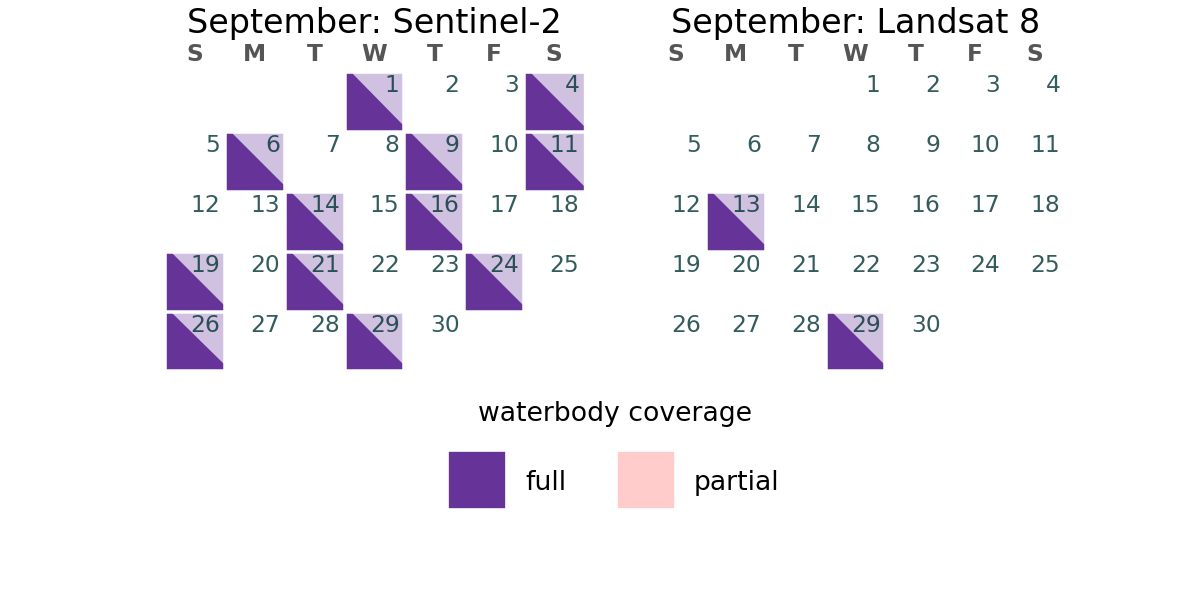 September: Sentinel-2
S M T W T F S
1 2 3 4
5 6 7 8 9 10 11
12 13 14 15 16 17 18
19 20 21 22 23 24 25
26 27 28 29 30
September: Landsat 8
S M T W T F S
1 2 3 4
5 6 7 8 9 10 11
12 13 14 15 16 17 18
19 20 21 22 23 24 25
26 27 28 29 30
waterbody coverage
full partial